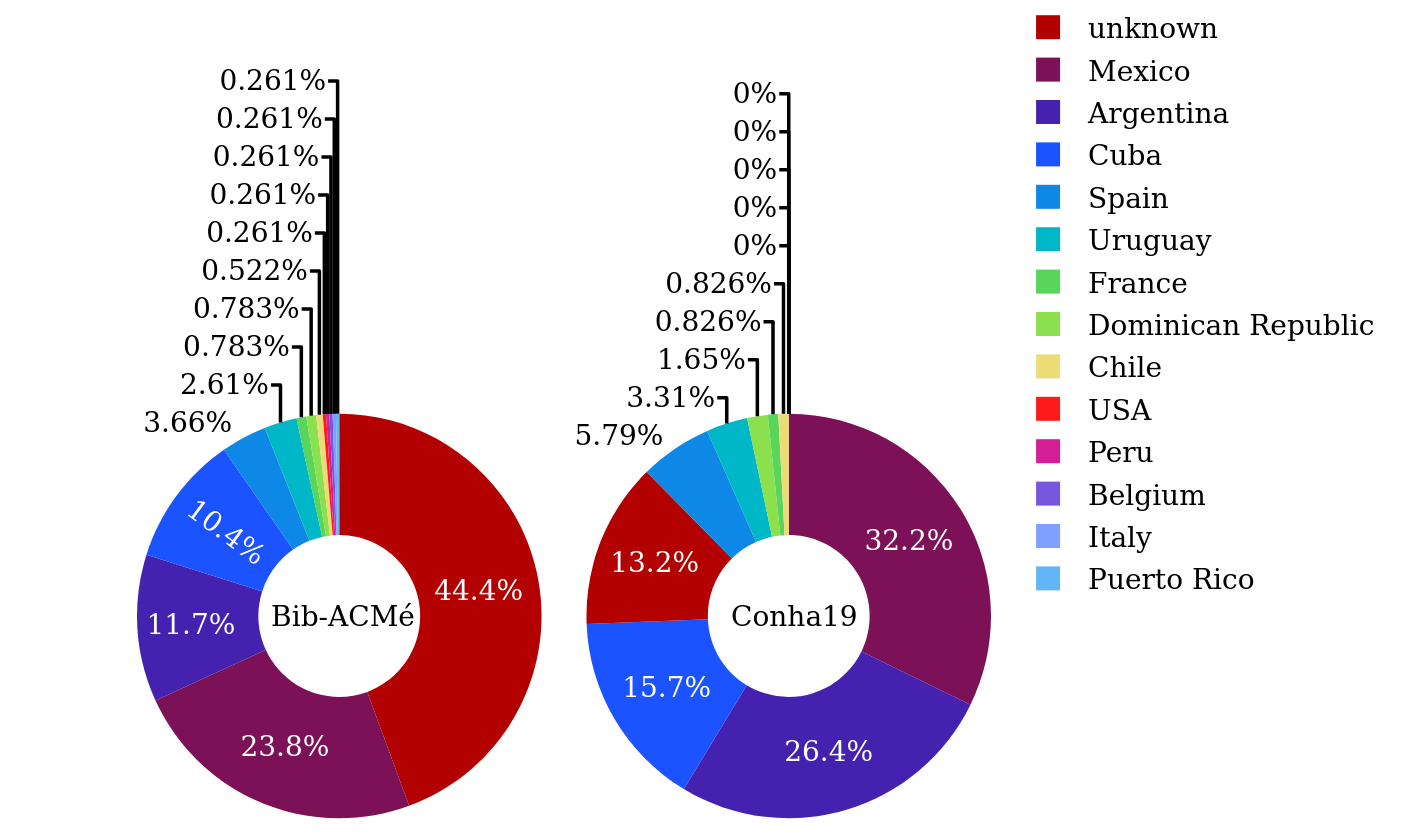 0.261%
0.261%
0.261%
0.261%
0.261%
0.522%
0.783%
0.783%
2.61%
3.66%
10.4%
11.7%
23.8%
44.4%
Bib-ACMé
0%
0%
0%
0%
0%
0.826%
0.826%
1.65%
3.31%
5.79%
13.2%
15.7%
26.4%
32.2%
Conha19
unknown
Mexico
Argentina
Cuba
Spain
Uruguay
France
Dominican Republic
Chile
USA
Peru
Belgium
Italy
Puerto Rico